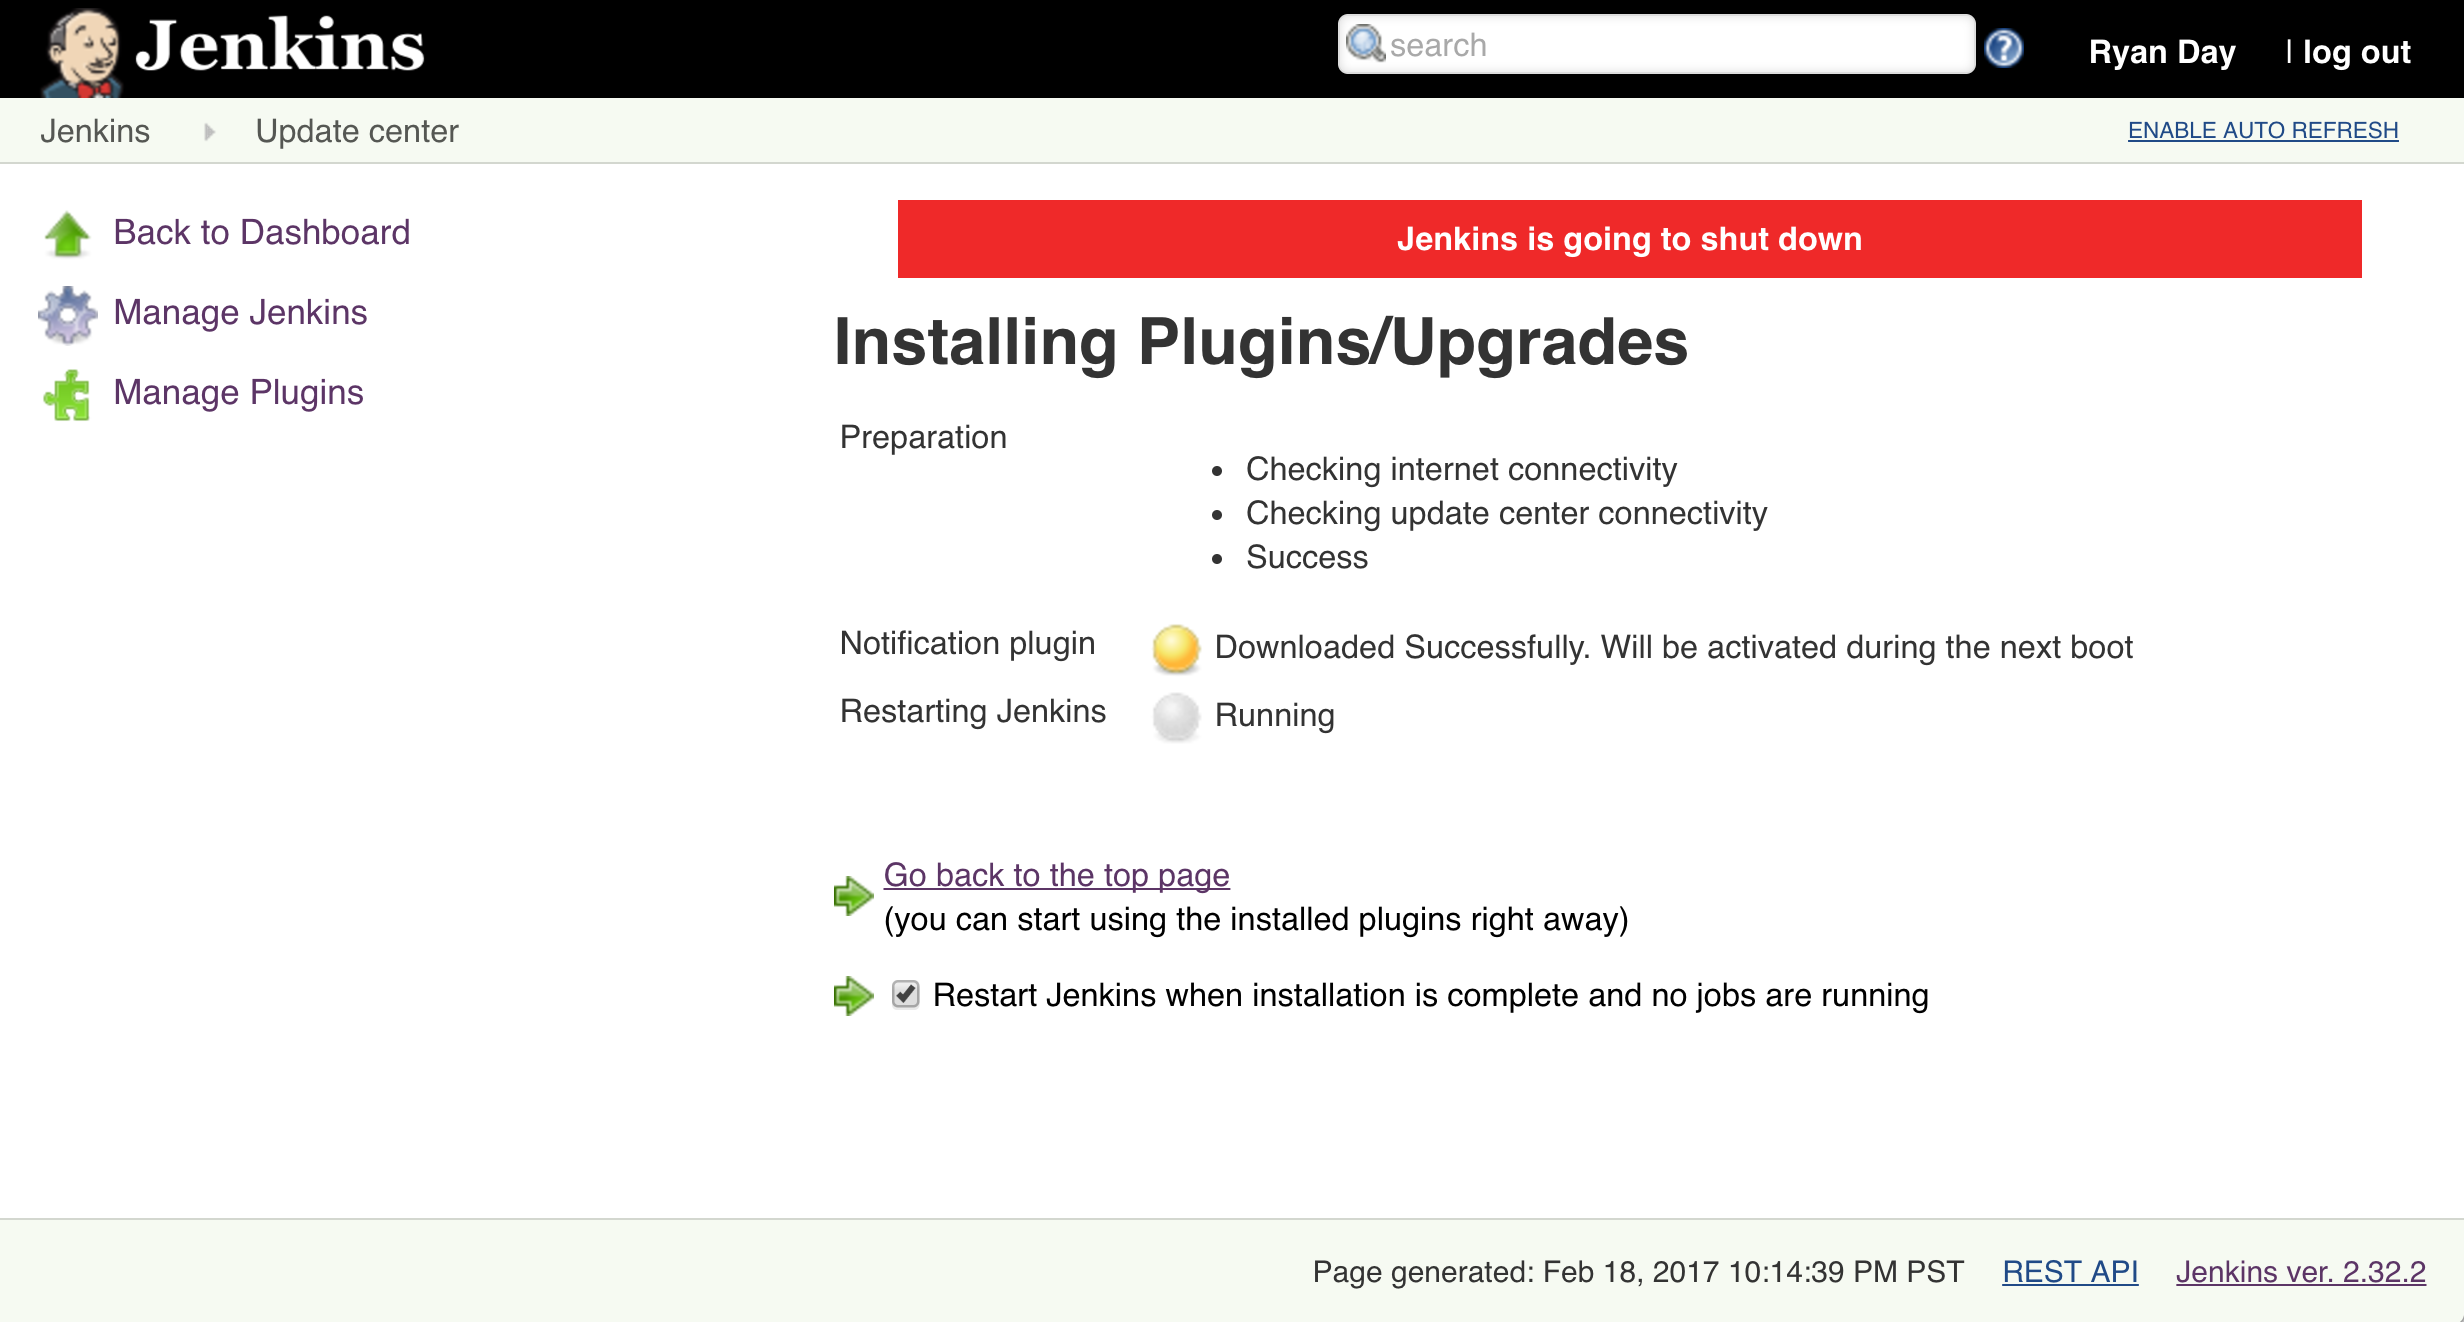 Jenkins
search
?
Ryan Day | log out
Jenkins
Update center
ENABLE AUTO REFRESH
Back to Dashboard
Manage Jenkins
Manage Plugins
Jenkins is going to shut down
Installing Plugins/Upgrades
Preparation
• Checking internet connectivity
• Checking update center connectivity
• Success
Notification plugin Downloaded Successfully. Will be activated during the next boot
Restarting Jenkins Running
Go back to the top page
(you can start using the installed plugins right away)
Restart Jenkins when installation is complete and no jobs are running
Page generated: Feb 18, 2017 10:14:39 PM PST REST API Jenkins ver. 2.32.2